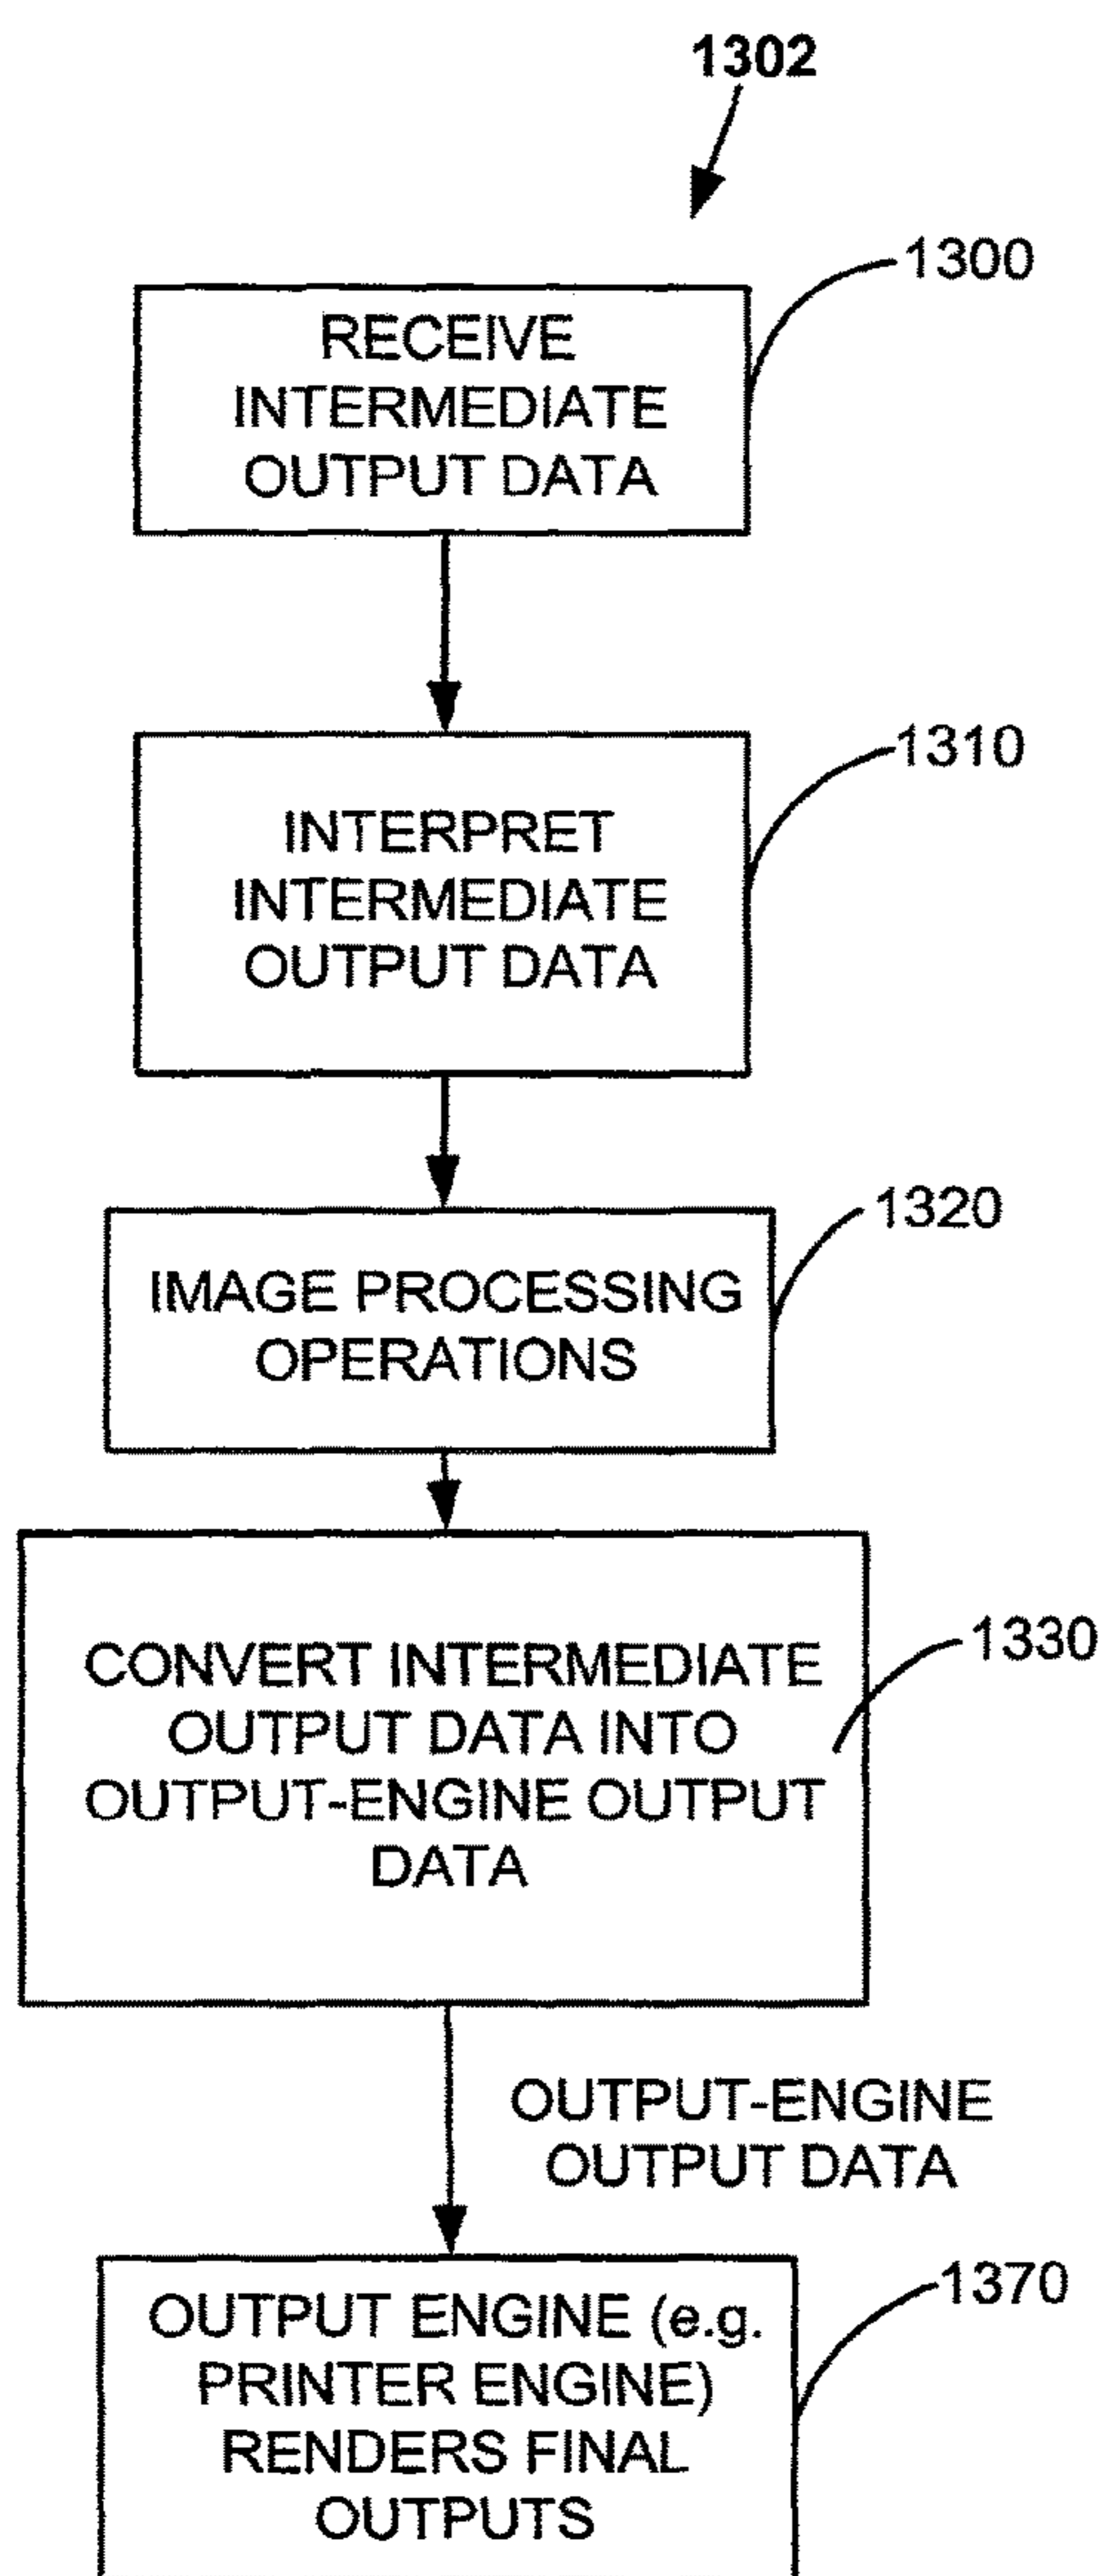 1302
1300
RECEIVE
INTERMEDIATE
OUTPUT DATA
1310
INTERPRET
INTERMEDIATE
OUTPUT DATA
1320
IMAGE PROCESSING
OPERATIONS
1330
CONVERT INTERMEDIATE
OUTPUT DATA INTO
OUTPUT-ENGINE OUTPUT
DATA
OUTPUT-ENGINE
OUTPUT DATA
1370
OUTPUT ENGINE (e.g.
PRINTER ENGINE)
RENDERS FINAL
OUTPUTS